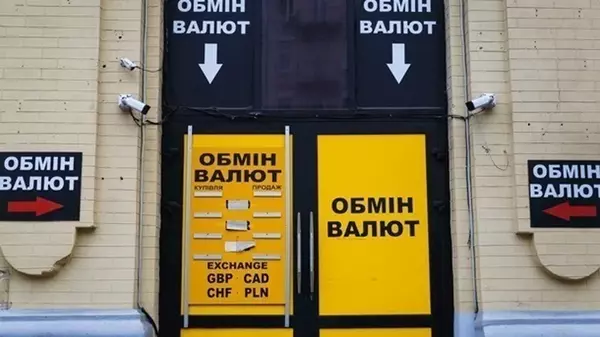 ОБМІН
ВАЛЮТ
ОБМІН
ВАЛЮТ
ОБМІН
ВАЛЮТ
ОБМІН
ВАЛЮТ
КУПІВЛЯ ПРОДАЖ
EXCHANGE
GBP CAD
CHF PLN
ОБМІН
ВАЛЮТ
ОБМІН
ВАЛЮТ